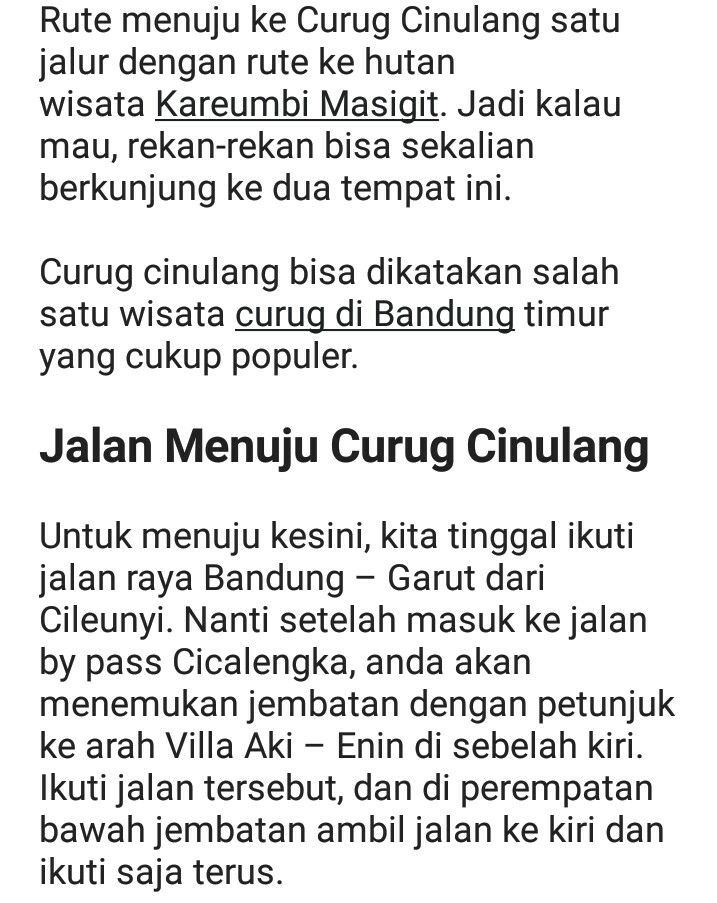 Rute menuju ke Curug Cinulang satu
jalur dengan rute ke hutan
wisata Kareumbi Masigit. Jadi kalau
mau, rekan-rekan bisa sekalian
berkunjung ke dua tempat ini.
Curug cinulang bisa dikatakan salah
satu wisata curug di Bandung timur
yang cukup populer.
Jalan Menuju Curug Cinulang
Untuk menuju kesini, kita tinggal ikuti
jalan raya Bandung – Garut dari
Cileunyi. Nanti setelah masuk ke jalan
by pass Cicalengka, anda akan
menemukan jembatan dengan petunjuk
ke arah Villa Aki – Enin di sebelah kiri.
Ikuti jalan tersebut, dan di perempatan
bawah jembatan ambil jalan ke kiri dan
ikuti saja terus.